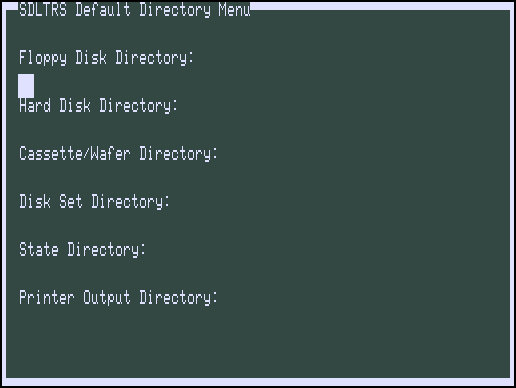 SDLTRS Default Directory Menu
Floppy Disk Directory:
Hard Disk Directory:
Cassette/Wafer Directory:
Disk Set Directory:
State Directory:
Printer Output Directory: